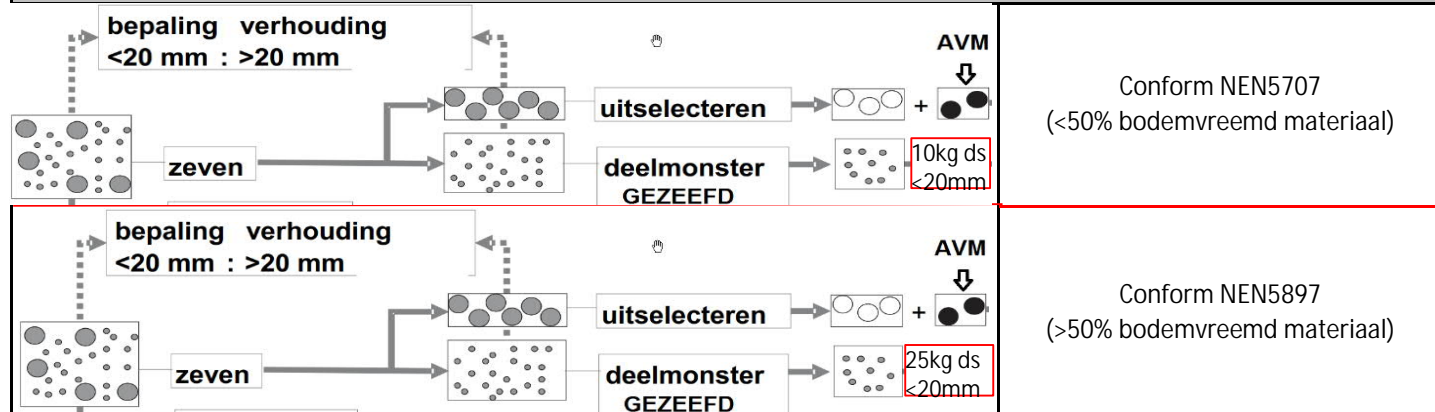 bepaling verhouding
<20 mm : >20 mm
AVM
uitselecteren
+
zeven
deelmonster
GEZEEFD
10kg ds
<20mm
Conform NEN5707
(<50% bodemvreemd materiaal)
bepaling verhouding
<20 mm : >20 mm
AVM
uitselecteren
+
zeven
deelmonster
GEZEEFD
25kg ds
<20mm
Conform NEN5897
(>50% bodemvreemd materiaal)